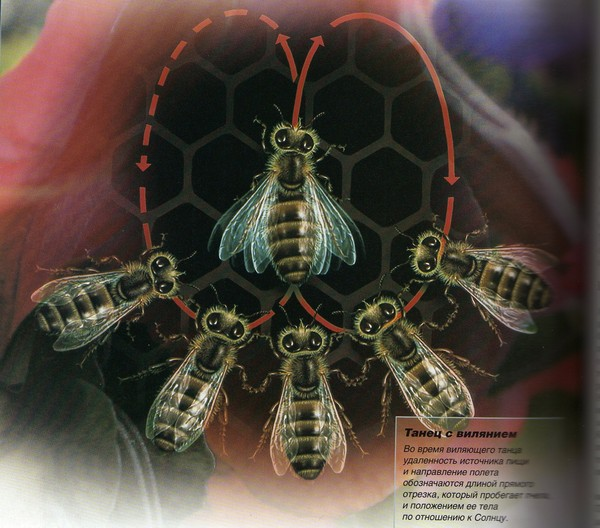 Танец с вилянием
Во время виляющего танца
удаленность источника пищи
и направление полета
обозначаются длиной прямого
отрезка, который пробегает пчела,
и положением ее тела
по отношению к Солнцу.